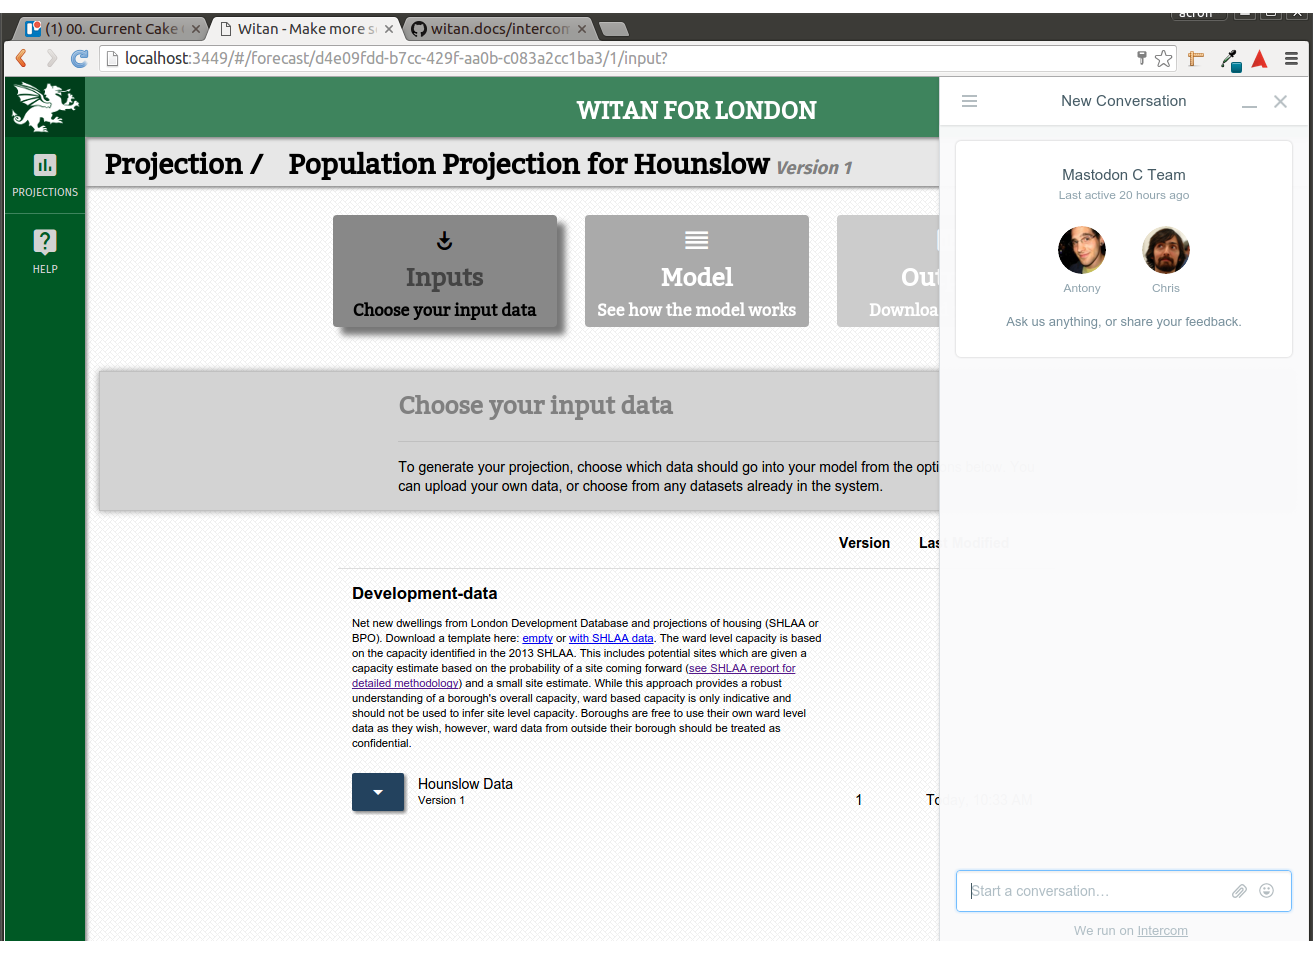 acron
(1) 00. Current Cake
Witan - Make more s
witan.docs/intercom
localhost:3449/#/forecast/d4e09fdd-b7cc-429f-aa0b-c083a2cc1ba3/1/input?
WITAN FOR LONDON
New Conversation
PROJECTIONS
HELP
Projection / Population Projection for Hounslow Version 1
Mastodon C Team
Last active 20 hours ago
Antony
Chris
Ask us anything, or share your feedback.
Inputs
Choose your input data
Model
See how the model works
Out
Downloa
Choose your input data
To generate your projection, choose which data should go into your model from the opti
can upload your own data, or choose from any datasets already in the system.
Version Last Modified
Development-data
Net new dwellings from London Development Database and projections of housing (SHLAA or
BPO). Download a template here: empty or with SHLAA data. The ward level capacity is based
on the capacity identified in the 2013 SHLAA. This includes potential sites which are given a
capacity estimate based on the probability of a site coming forward (see SHLAA report for
detailed methodology) and a small site estimate. While this approach provides a robust
understanding of a borough's overall capacity, ward based capacity is only indicative and
should not be used to infer site level capacity. Boroughs are free to use their own ward level
data as they wish, however, ward data from outside their borough should be treated as
confidential.
Hounslow Data
Version 1
1 To
Start a conversation...
We run on Intercom